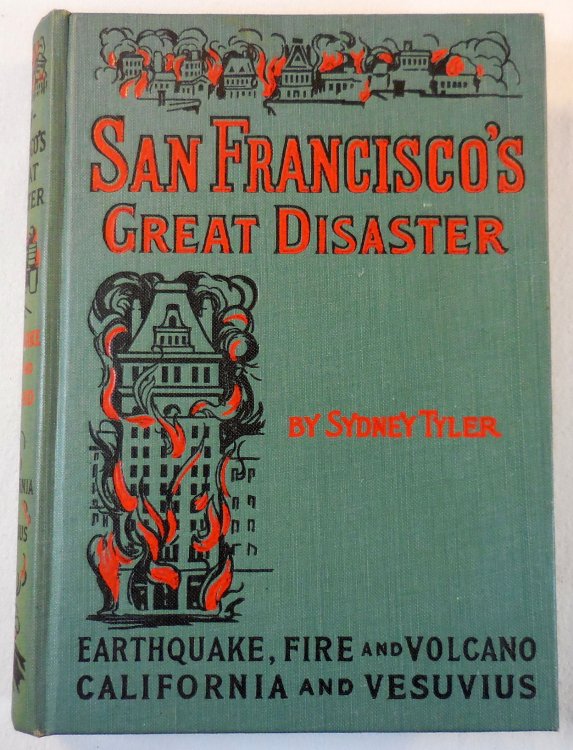 SAN FRANCISCO'S
GREAT DISASTER
BY SYDNEY TYLER
EARTHQUAKE, FIRE AND VOLCANO
CALIFORNIA AND VESUVIUS